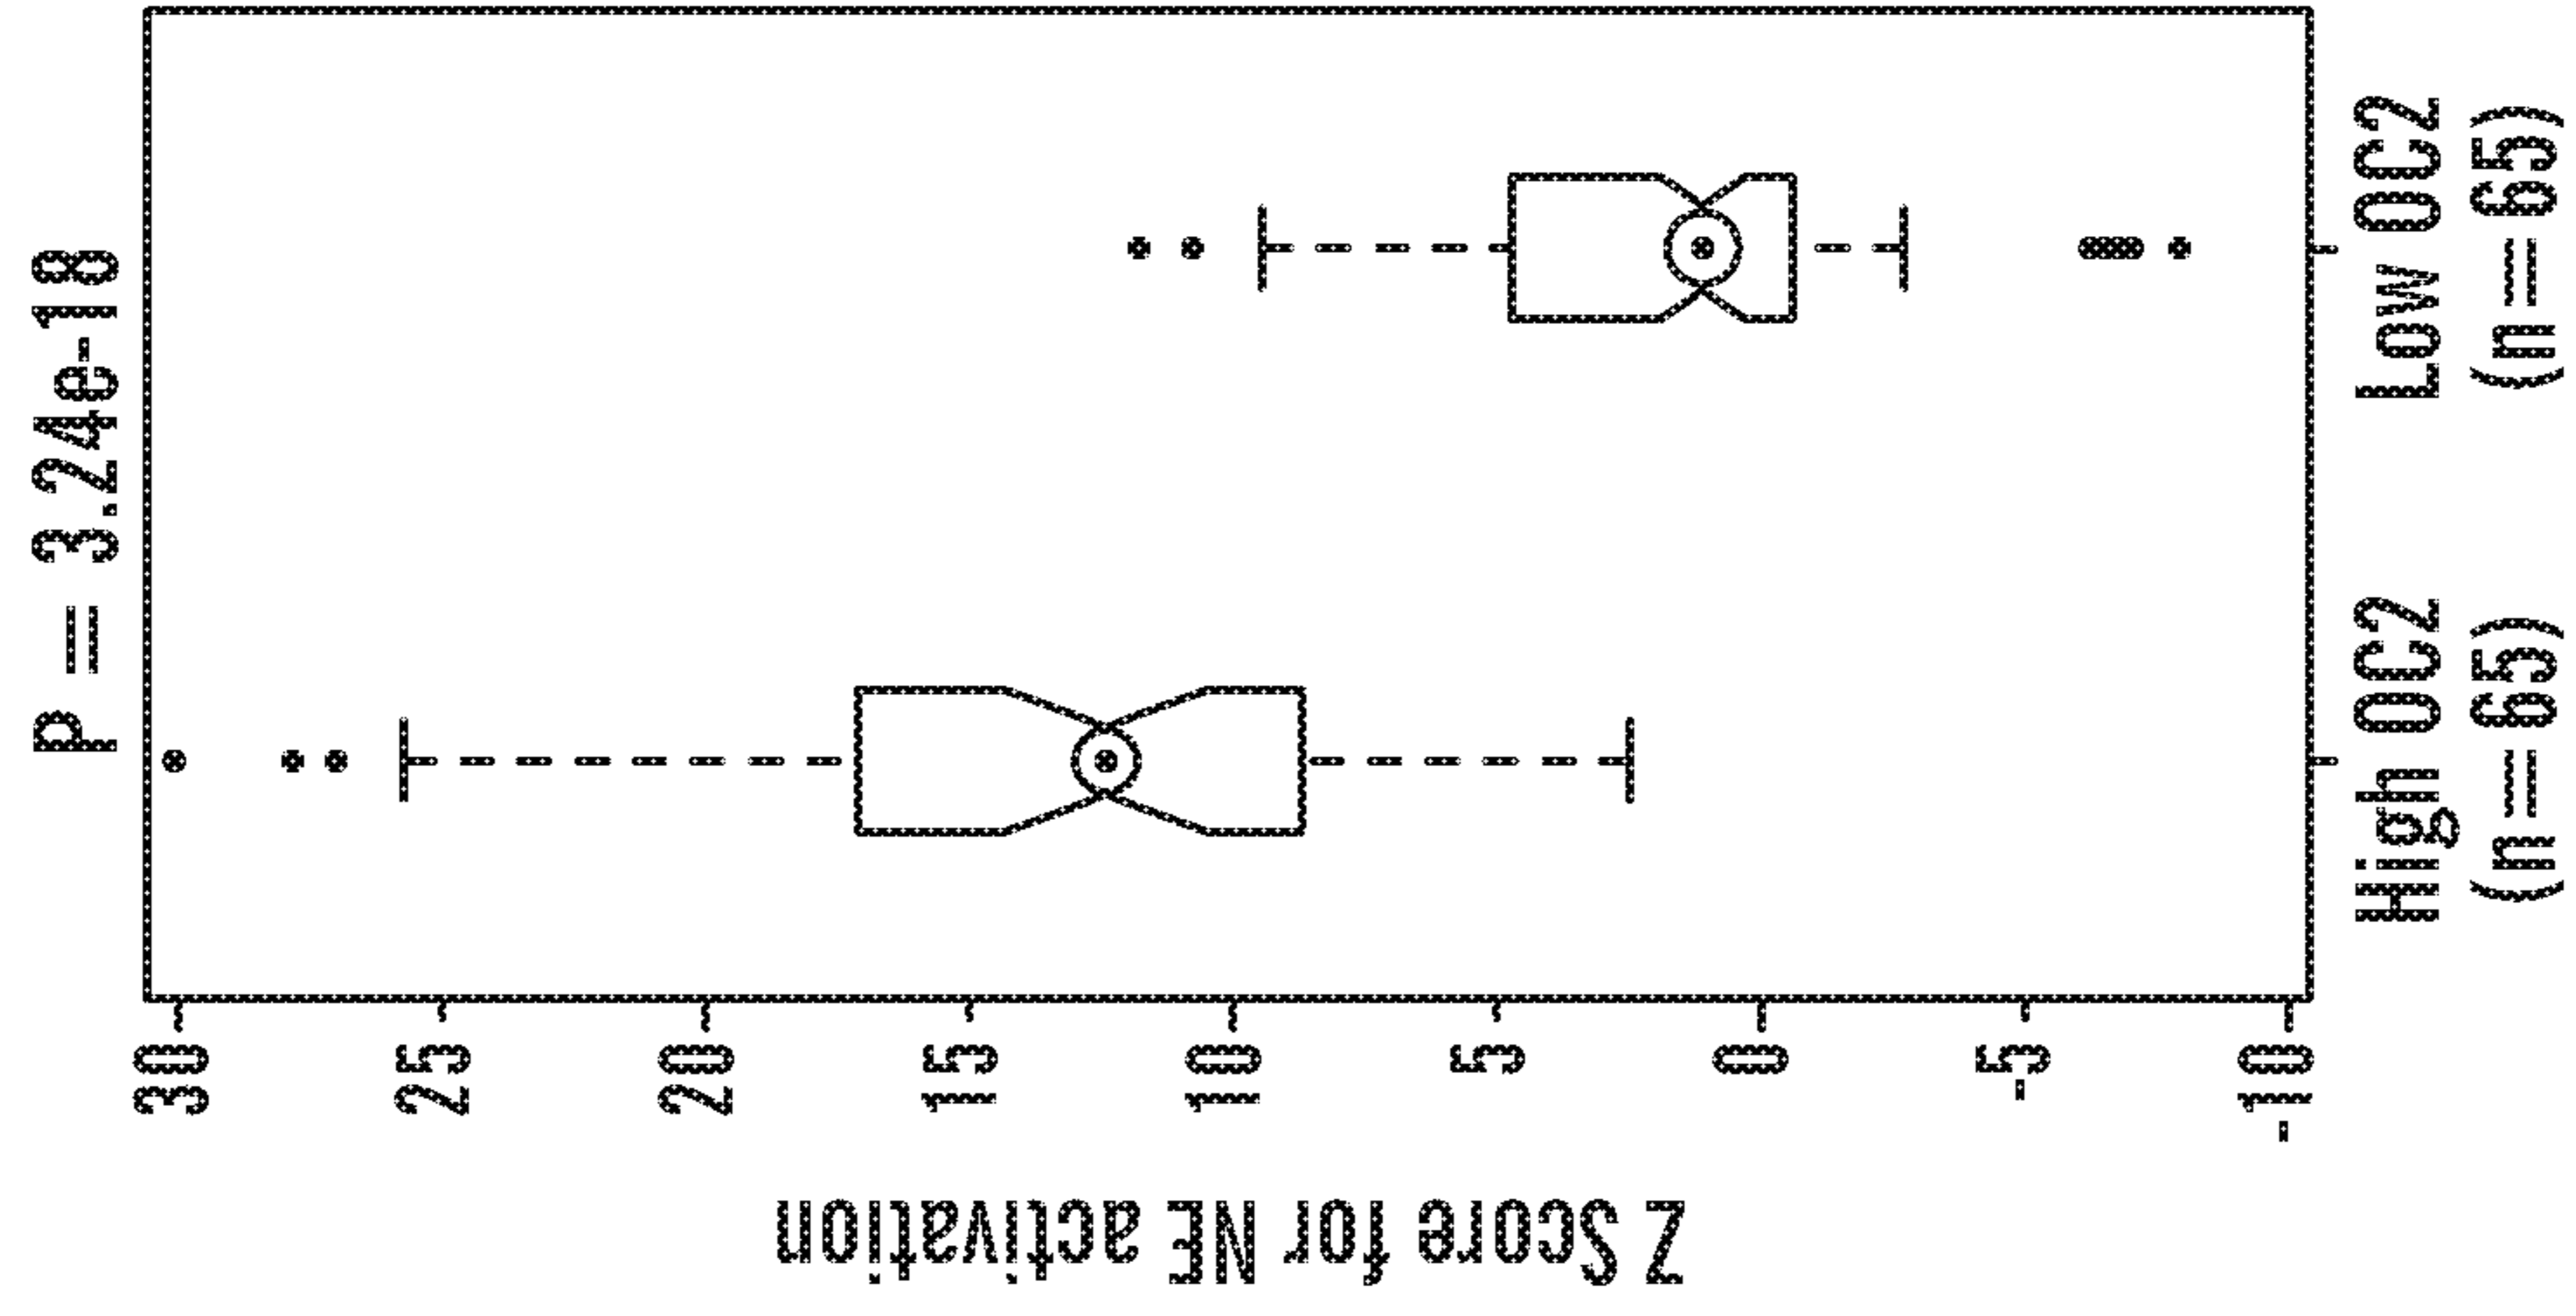 P = 3.24e-18
Z Score for NE activation
30
25
20
15
10
5
0
-5
-10
High OC2
(n=65)
Low OC2
(n=65)